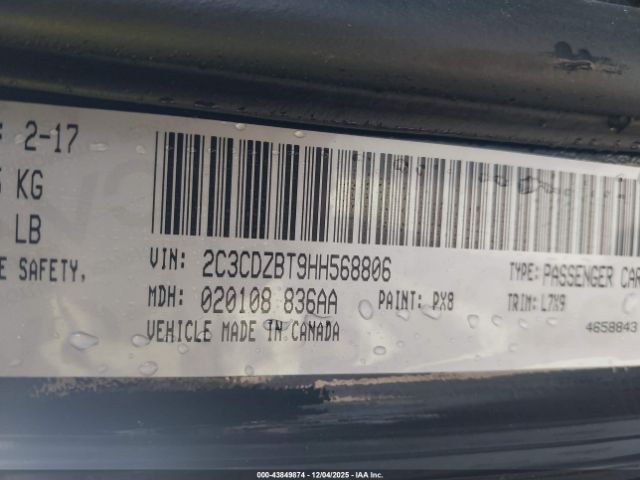 : 2-17
KG
LB
E SAFETY,
VIN: 2C3CDZBT9HH568806
TYPE: PASSENGER CAR
MDH: 020108 836AA
PAINT: PX8
TRIM: L7X9
VEHICLE MADE IN CANADA
4658843
000-43849874 | 12/04/2025 - IAA Inc.